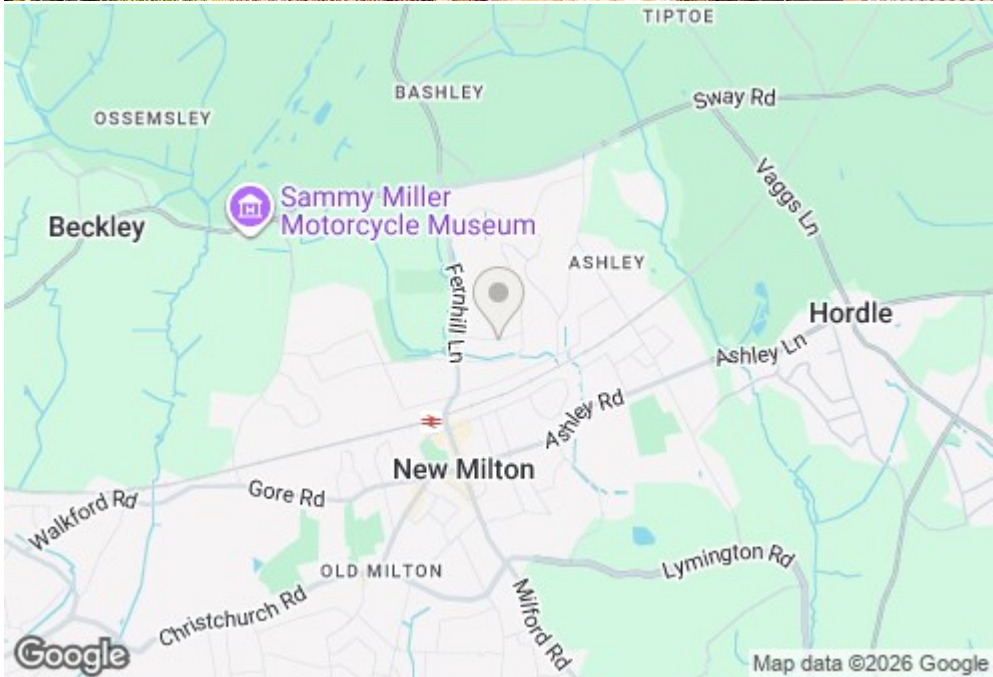 TIPTOE
BASHLEY
Sway Rd
OSSEMSLEY
Vaggs Ln
Sammy Miller
Motorcycle Museum
Beckley
ASHLEY
Fernhill Ln
Hordle
Ashley Ln
Ashley Rd
New Milton
Gore Rd
Walkford Rd
Lymington Rd
OLD MILTON
Milford Rd
Christchurch Rd
Google
Map data ©2026 Google